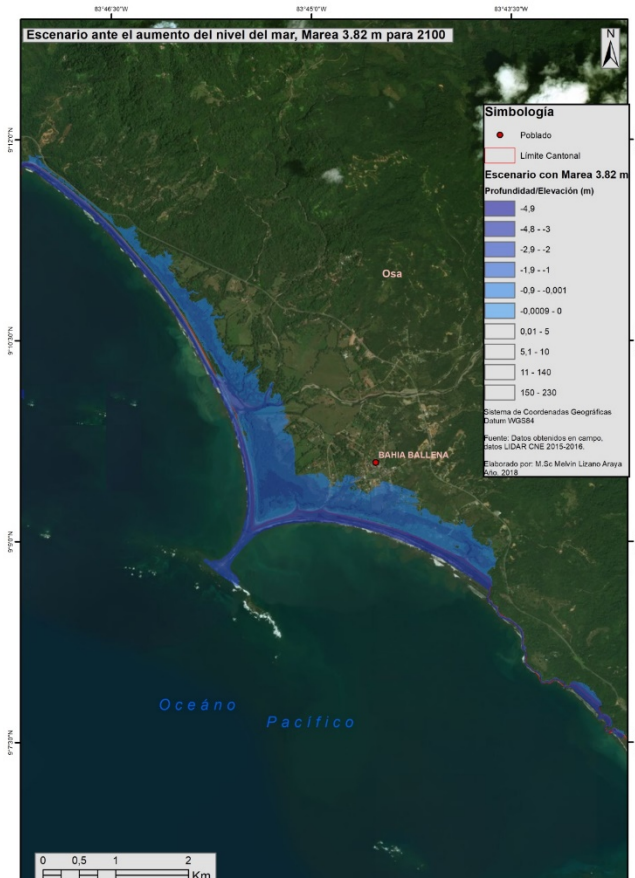 83°46'30"W
83°45'0"W
83°43'30"W
Escenario ante el aumento del nivel del mar, Marea 3.82 m para 2100
N
Simbología
Poblado
Límite Cantonal
Escenario con Marea 3.82 m
Profundidad/Elevación (m)
-4,9
-4,8 - -3
-2,9 - -2
-1,9 - -1
-0,9 - -0,001
-0,0009 - 0
0,01 - 5
5,1 - 10
11 - 140
150 - 230
Sistema de Coordenadas Geográficas
Datum WGS84
Fuente: Datos obtenidos en campo,
datos LIDAR CNE 2015-2016.
Elaborado por: M.Sc Melvin Lizano Araya
Año. 2018
9°12'0"N
Osa
9°10'30"N
BAHIA BALLENA
9°9'0"N
Oceáno
Pacífico
9°7'30"N
0 0,5 1 2
Km